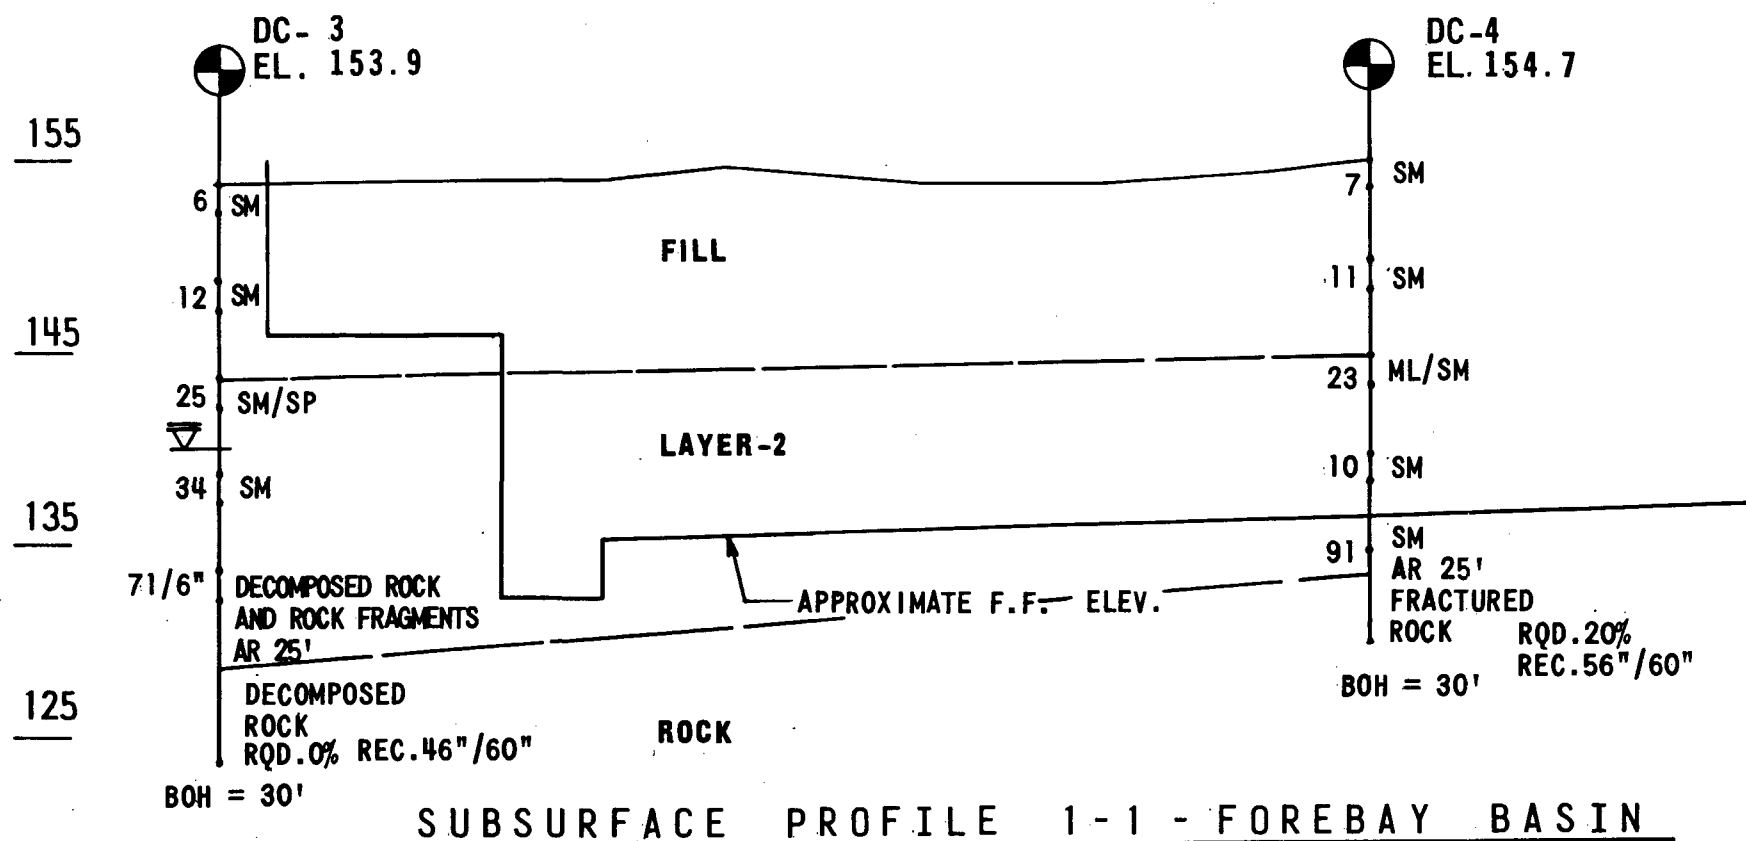 DC- 3
EL. 153.9
DC-4
EL. 154.7
155
6 SM
7 SM
FILL
12 SM
11 SM
145
25 SM/SP
23 ML/SM
LAYER-2
34 SM
10 SM
135
91 SM
AR 25'
FRACTURED
ROCK
RQD.20%
REC.56"/60"
BOH = 30'
71/6" DECOMPOSED ROCK
AND ROCK FRAGMENTS
AR 25'
APPROXIMATE F.F. ELEV.
DECOMPOSED
ROCK
RQD.0% REC.46"/60"
125
ROCK
BOH = 30'
SUBSURFACE PROFILE 1-1-FOREBAY BASIN